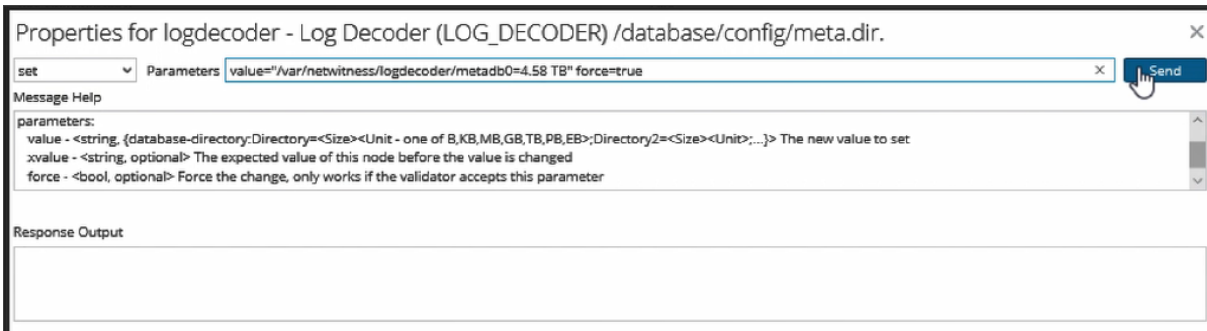 Properties for logdecoder - Log Decoder (LOG_DECODER) /database/config/meta.dir.
set Parameters value="/var/netwitness/logdecoder/metadb0=4.58 TB" force=true Send
Message Help
parameters:
value - <string, {database-directory:Directory=<Size><Unit - one of B,KB,MB,GB,TB,PB,EB>;Directory2=<Size><Unit>;...}> The new value to set
xvalue - <string, optional> The expected value of this node before the value is changed
force - <bool, optional> Force the change, only works if the validator accepts this parameter
Response Output